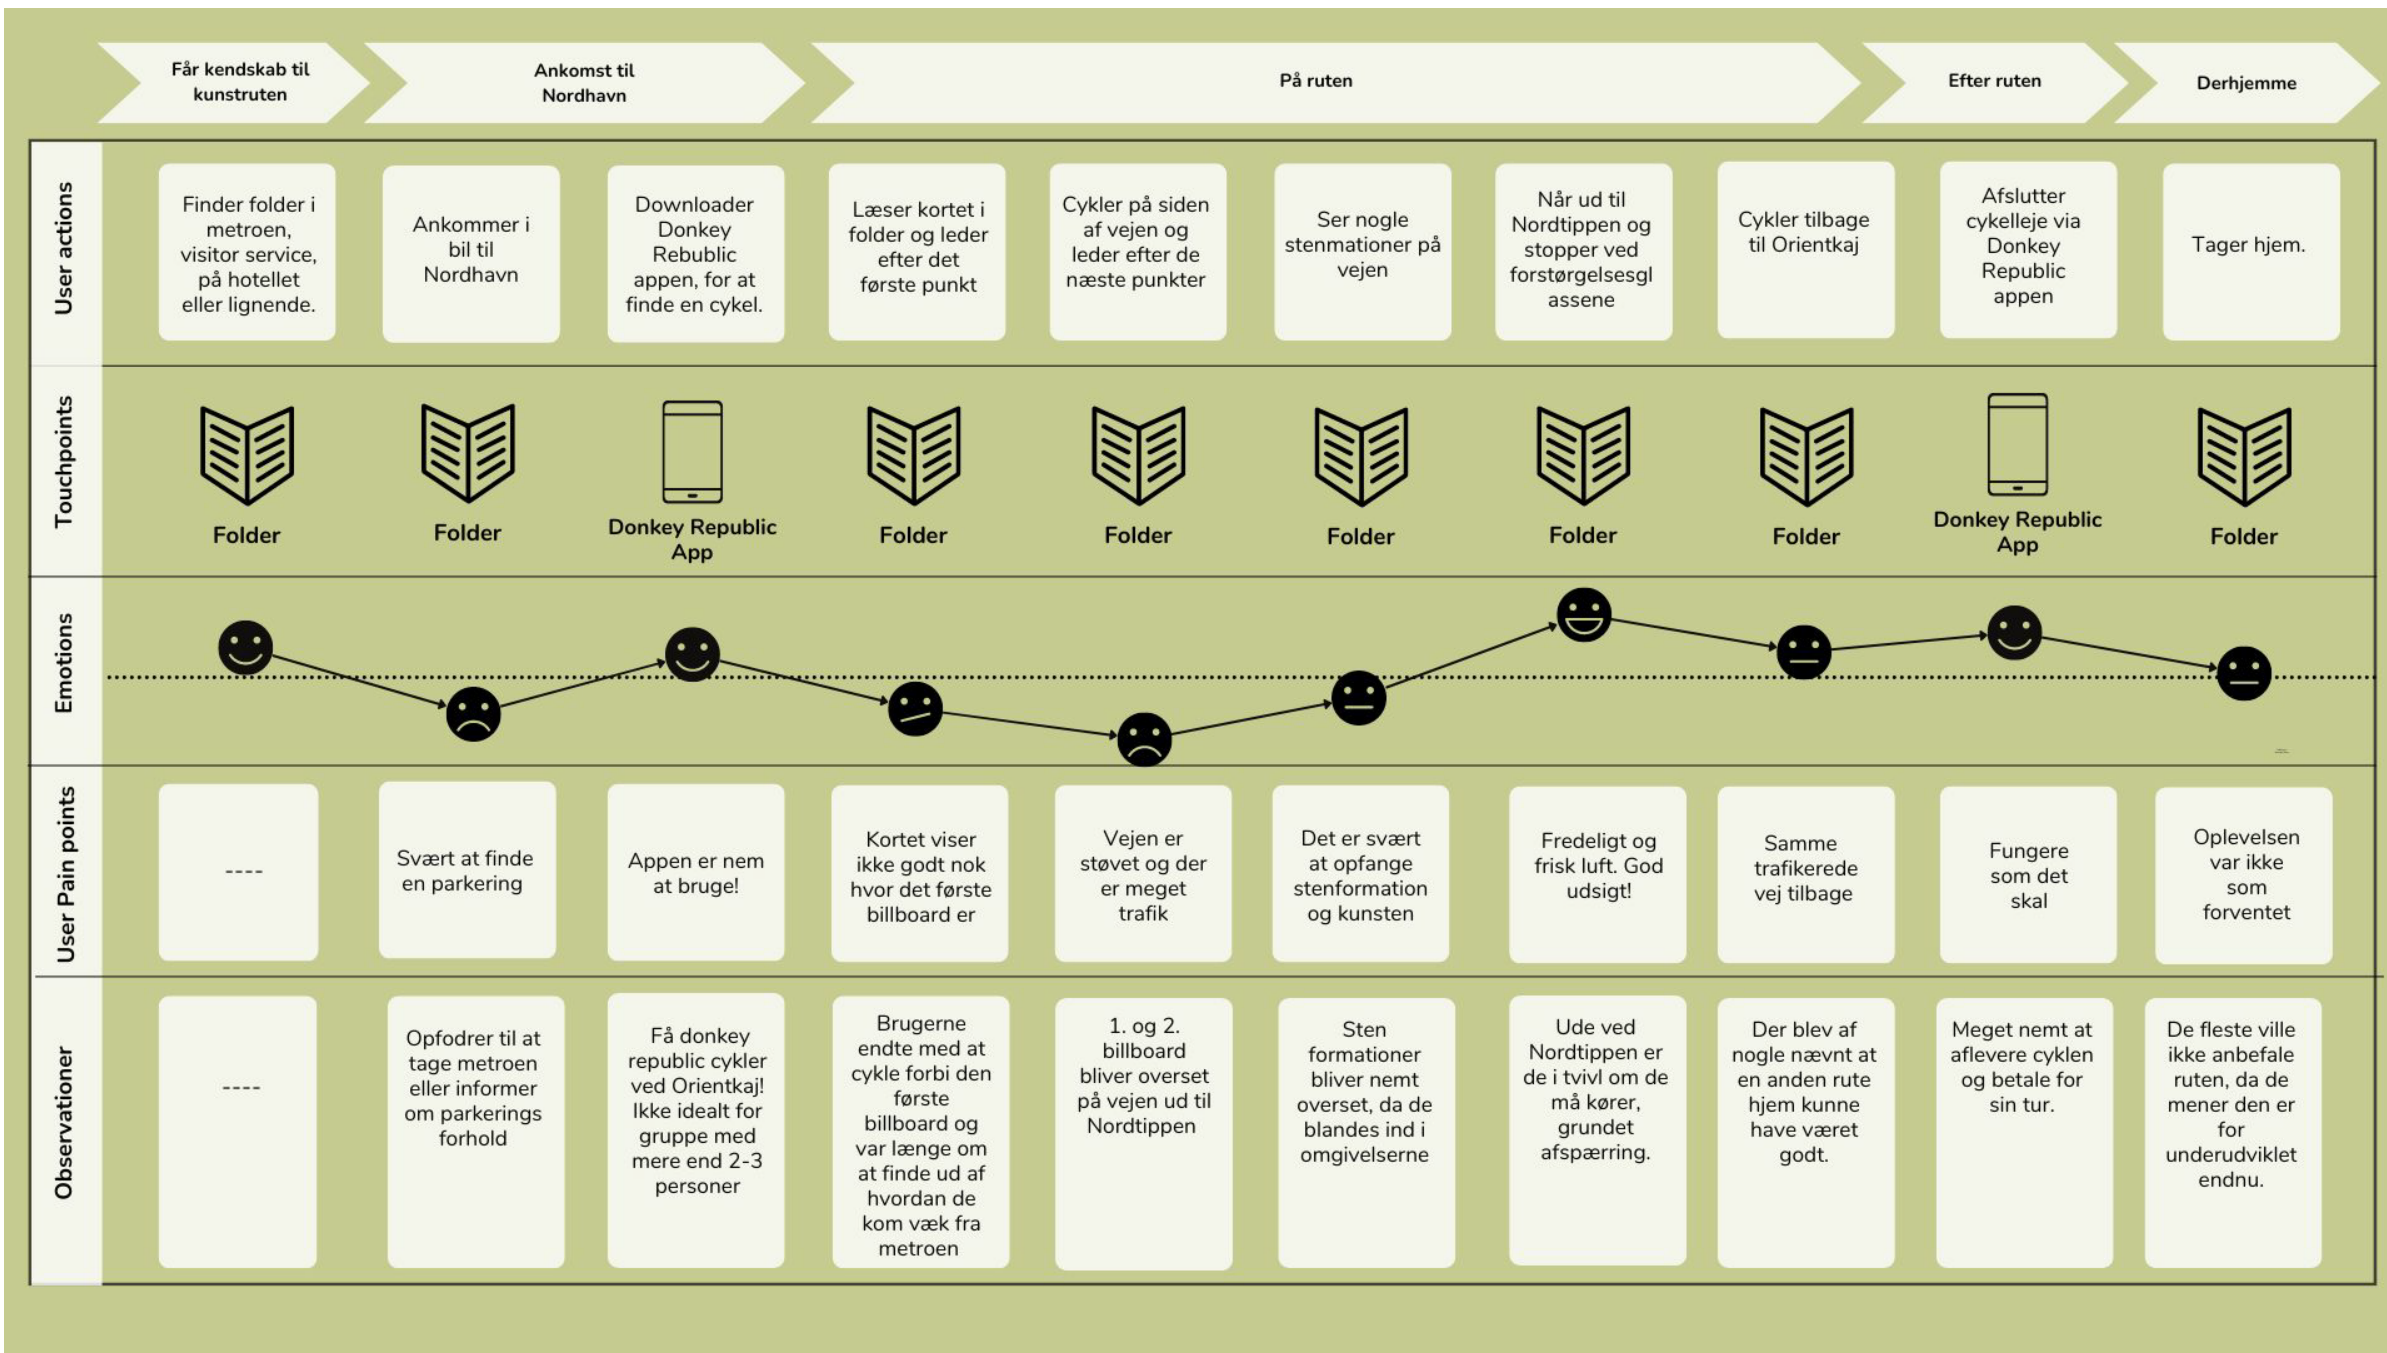 Får kendskab til
kunstruten
Ankomst til
Nordhavn
På ruten
Efter ruten
Derhjemme
User actions
Finder folder i
metroen,
visitor service,
på hotellet
eller lignende.
Ankommer i
bil til
Nordhavn
Downloader
Donkey
Rebublic
appen, for at
finde en cykel.
Læser kortet i
folder og leder
efter det
første punkt
Cykler på siden
af vejen og
leder efter de
næste punkter
Ser nogle
stenmationer på
vejen
Når ud til
Nordtippen og
stopper ved
forstørgelsesgl
assene
Cykler tilbage
til Orientkaj
Afslutter
cykelleje via
Donkey
Republic
appen
Tager hjem.
Touchpoints
Folder
Folder
Donkey Republic
App
Folder
Folder
Folder
Folder
Folder
Donkey Republic
App
Folder
Emotions
User Pain points
----
Svært at finde
en parkering
Appen er nem
at bruge!
Kortet viser
ikke godt nok
hvor det første
billboard er
Vejen er
støvet og der
er meget
trafik
Det er svært
at opfange
stenformation
og kunsten
Fredeligt og
frisk luft. God
udsigt!
Samme
trafikerede
vej tilbage
Fungere
som det
skal
Oplevelsen
var ikke
som
forventet
Observationer
----
Opfodrer til at
tage metroen
eller informer
om parkerings
forhold
Få donkey
republic cykler
ved Orientkaj!
Ikke idealt for
gruppe med
mere end 2-3
personer
Brugerne
endte med at
cykle forbi den
første
billboard og
var længe om
at finde ud af
hvordan de
kom væk fra
metroen
1. og 2.
billboard
bliver overset
på vejen ud til
Nordtippen
Sten
formationer
bliver nemt
overset, da de
blandes ind i
omgivelserne
Ude ved
Nordtippen er
de i tvivl om de
må kører,
grundet
afspærring.
Der blev af
nogle nævnt at
en anden rute
hjem kunne
have været
godt.
Meget nemt at
aflevere cyklen
og betale for
sin tur.
De fleste ville
ikke anbefale
ruten, da de
mener den er
for
underudviklet
endnu.